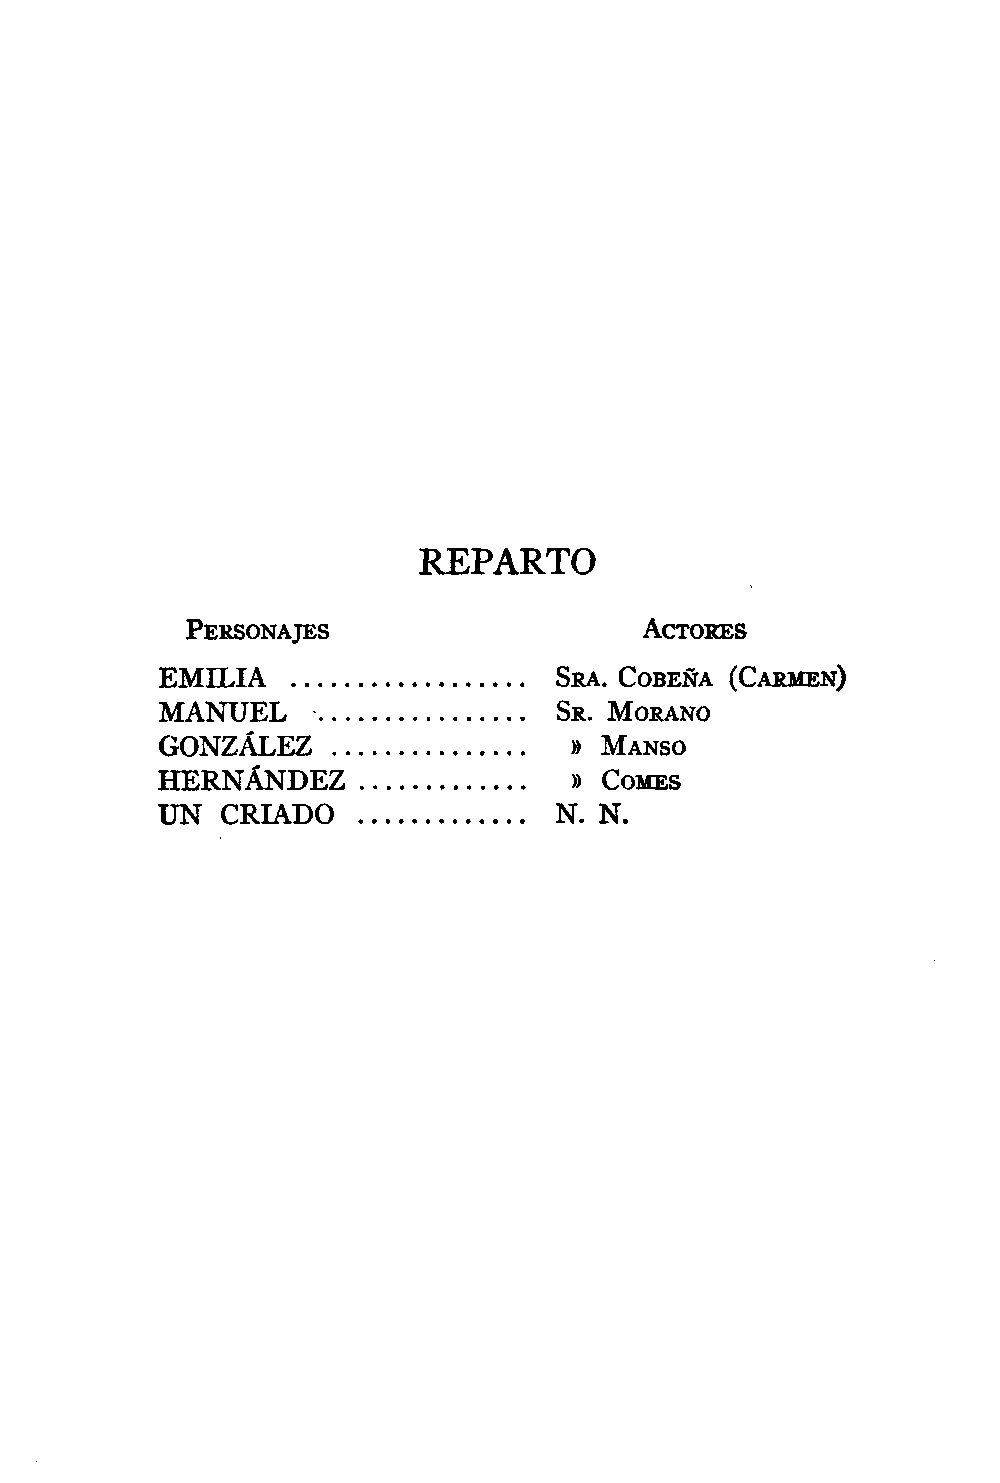 REPARTO
Personajes Actores
EMILIA .................. Sra. Cobeña (Carmen)
MANUEL ................ Sr. Morano
GONZÁLEZ ............... » Manso
HERNÁNDEZ ............. » Comes
UN CRIADO ............. N. N.